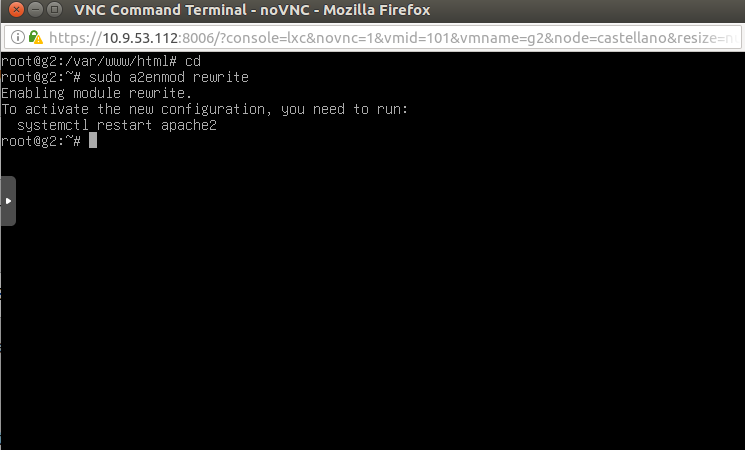 VNC Command Terminal - noVNC - Mozilla Firefox
https://10.9.53.112:8006/?console=lxc&novnc=1&vmid=101&vmname=g2&node=castellano&resize=
root@g2:/var/www/html# cd
root@g2:~# sudo a2enmod rewrite
Enabling module rewrite.
To activate the new configuration, you need to run:
  systemctl restart apache2
root@g2:~#